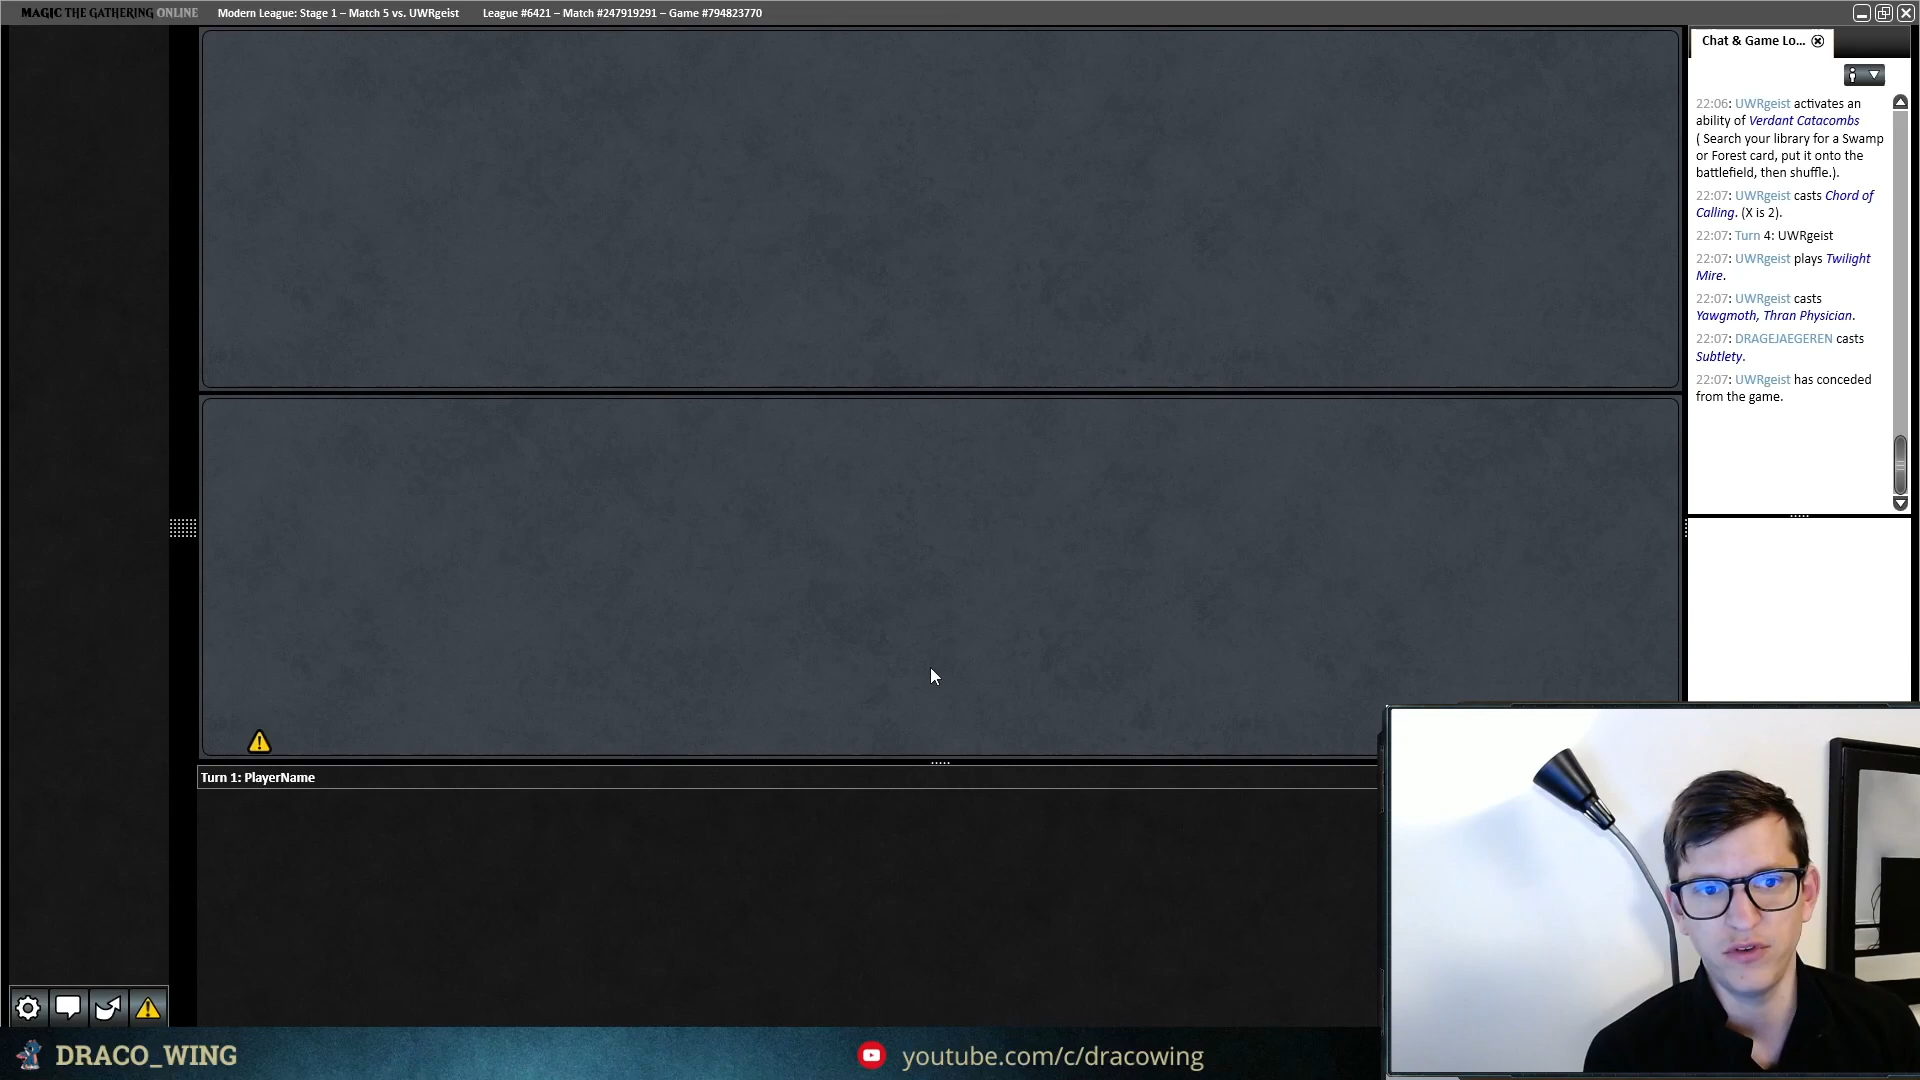 MAGIC THE GATHERING ONLINE
Modern League: Stage 1 – Match 5 vs. UWRgeist
League #6421 – Match #247919291 – Game #794823770
Chat & Game Lo...
22:06: UWRgeist activates an
ability of Verdant Catacombs
( Search your library for a Swamp
or Forest card, put it onto the
battlefield, then shuffle.).
22:07: UWRgeist casts Chord of
Calling. (X is 2).
22:07: Turn 4: UWRgeist
22:07: UWRgeist plays Twilight
Mire.
22:07: UWRgeist casts
Yawgmoth, Thran Physician.
22:07: DRAGEJAEGEREN casts
Subtlety.
22:07: UWRgeist has conceded
from the game.
Turn 1: PlayerName
DRACO_WING
youtube.com/c/dracowing